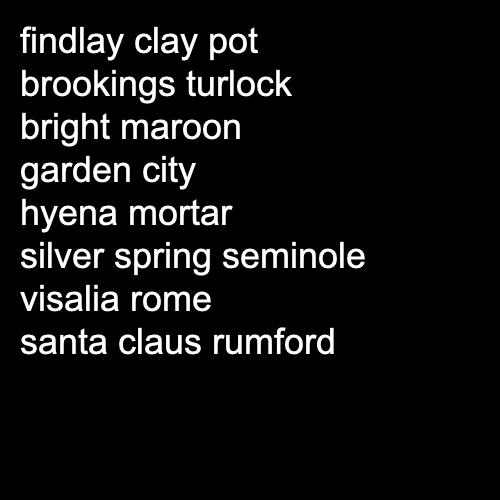 findlay clay pot
brookings turlock
bright maroon
garden city
hyena mortar
silver spring seminole
visalia rome
santa claus rumford